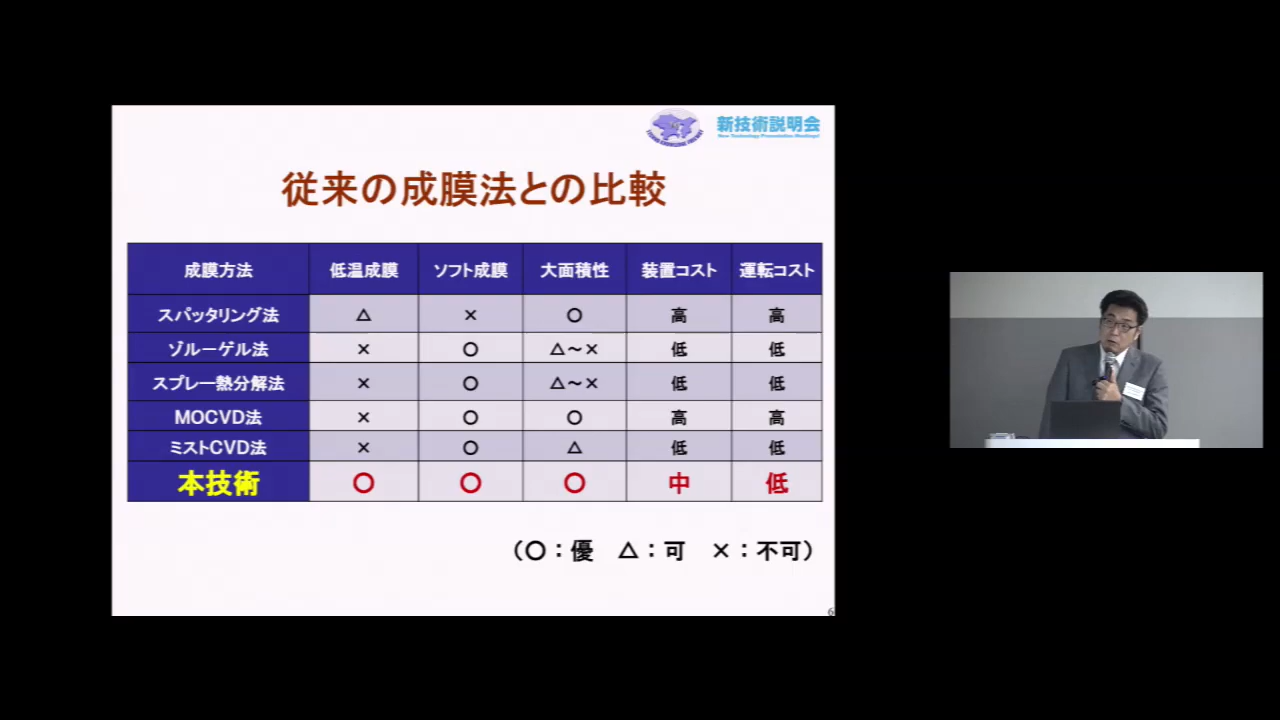 新技術説明会
New Technology Presentation Meetings!
従来の成膜法との比較
成膜方法 低温成膜 ソフト成膜 大面積性 装置コスト 運転コスト
スパッタリング法 △ × ○ 高 高
ゾルーゲル法 × ○ △～× 低 低
スプレー熱分解法 × ○ △～× 低 低
MOCVD法 × ○ ○ 高 高
ミストCVD法 × ○ △ 低 低
本技術 ○ ○ ○ 中 低
（○：優 △：可 ×：不可）
6